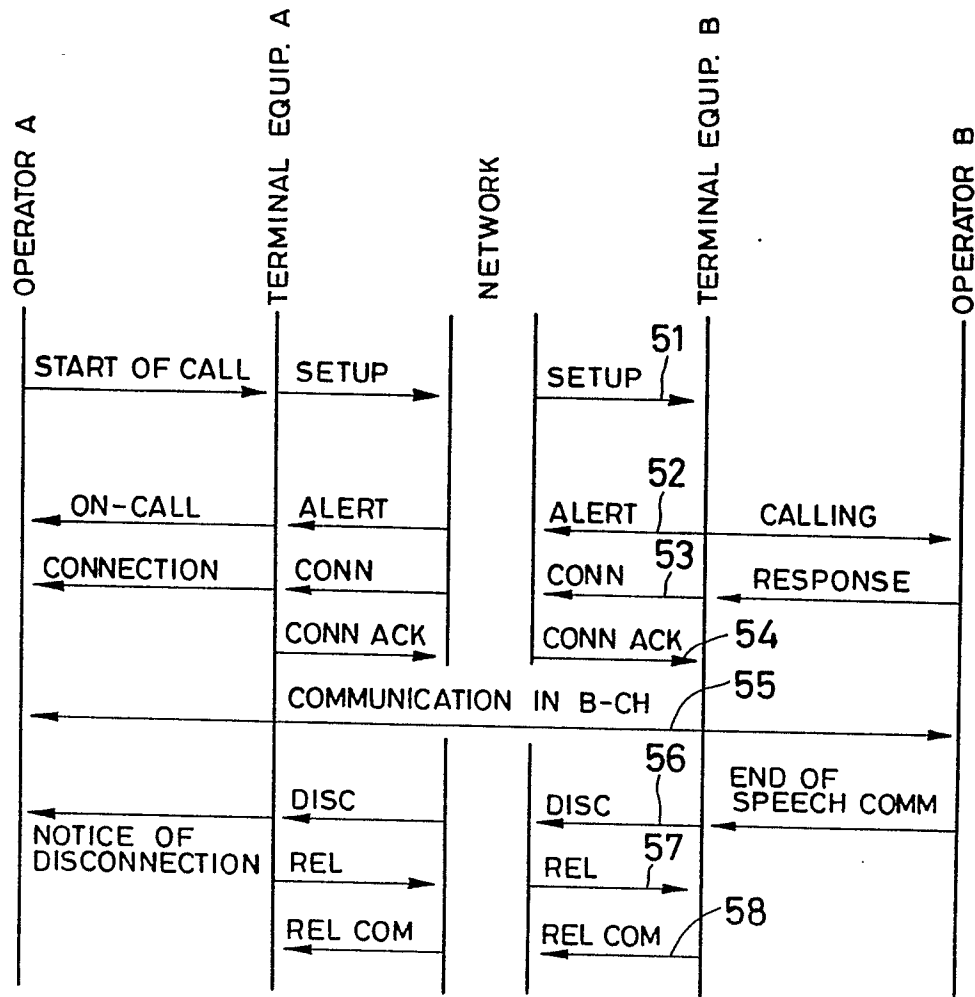 OPERATOR A
TERMINAL EQUIP. A
NETWORK
TERMINAL EQUIP. B
OPERATOR B
START OF CALL
SETUP
SETUP
51
ON-CALL
ALERT
ALERT
52
CALLING
CONNECTION
CONN
CONN
53
RESPONSE
CONN ACK
CONN ACK
54
COMMUNICATION IN B-CH
55
NOTICE OF
DISCONNECTION
DISC
DISC
56
END OF
SPEECH COMM
REL
REL
57
REL COM
REL COM
58